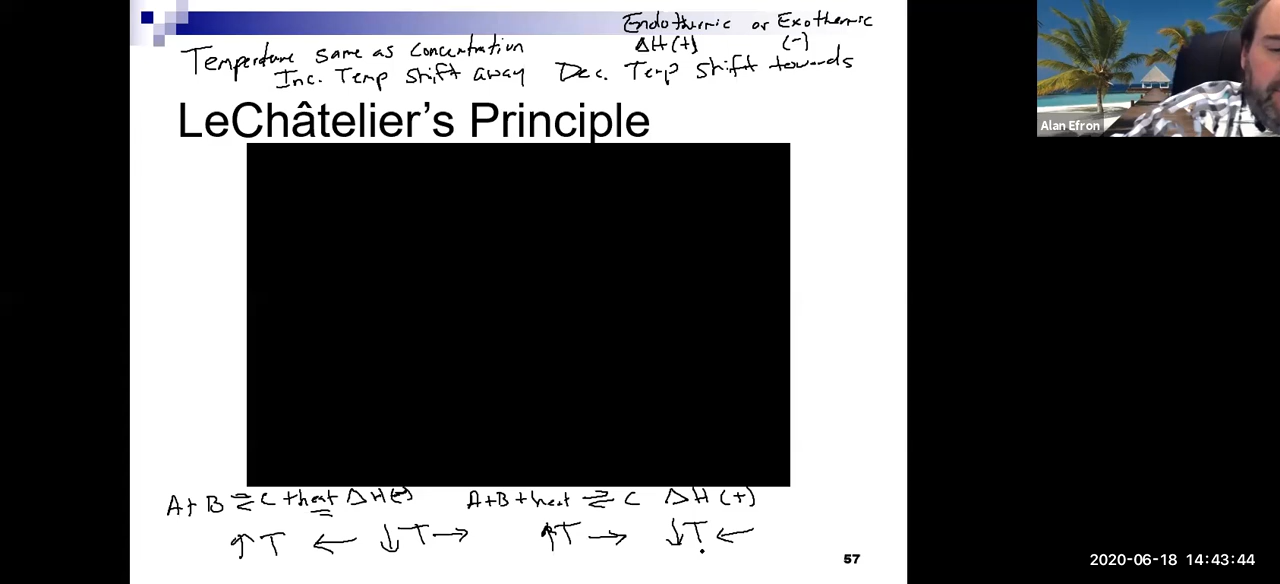 Endothermic or Exothermic
ΔH(+) (-)
Temperture same as concentration
Inc. Temp shift away Dec. Temp shift towards
LeChâtelier's Principle
A+B ⇌ C + heat ΔH(-) A+B+heat ⇌ C ΔH (+)
↑T ← ↓T → ↑T → ↓T ←
57
Alan Efron
2020-06-18 14:43:44